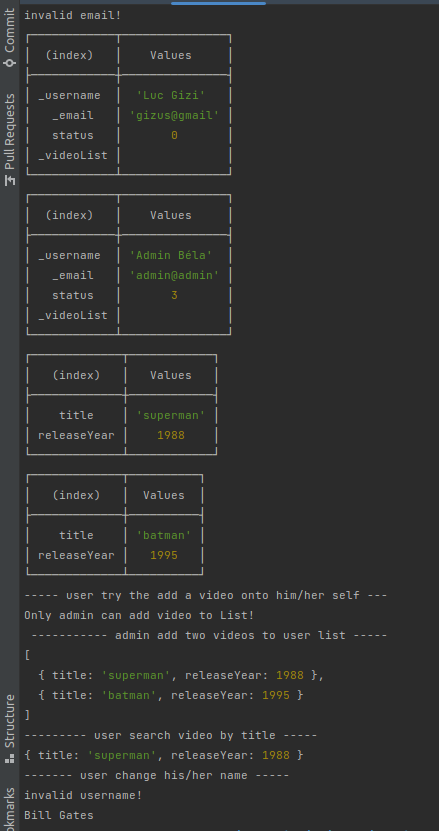 Commit
Pull Requests
Structure
okmarks
invalid email!
(index) Values
_username 'Luc Gizi'
_email 'gizus@gmail'
status 0
_videoList
(index) Values
_username 'Admin Béla'
_email 'admin@admin'
status 3
_videoList
(index) Values
title 'superman'
releaseYear 1988
(index) Values
title 'batman'
releaseYear 1995
----- user try the add a video onto him/her self ---
Only admin can add video to List!
----------- admin add two videos to user list -----
[
{ title: 'superman', releaseYear: 1988 },
{ title: 'batman', releaseYear: 1995 }
]
--------- user search video by title -----
{ title: 'superman', releaseYear: 1988 }
------- user change his/her name -----
invalid username!
Bill Gates